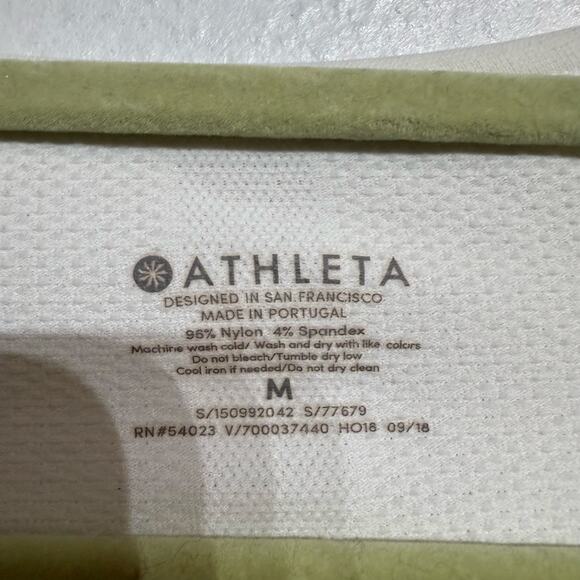 ATHLETA
DESIGNED IN SAN FRANCISCO
MADE IN PORTUGAL
96% Nylon 4% Spandex
Machine wash cold/ Wash and dry with like colors
Do not bleach/Tumble dry low
Cool iron if needed/Do not dry clean
M
S/150992042 S/77679
RN#54023 V/700037440 HO18 09/18